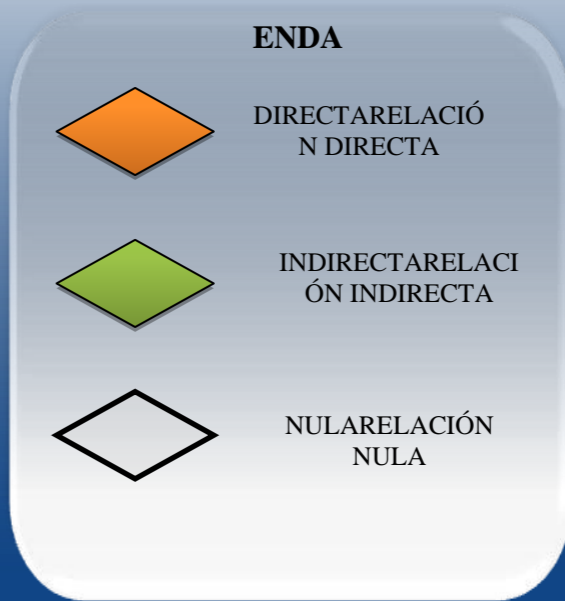 ENDA
DIRECTARELACIÓ
N DIRECTA
INDIRECTARELACI
ÓN INDIRECTA
NULARELACIÓN
NULA